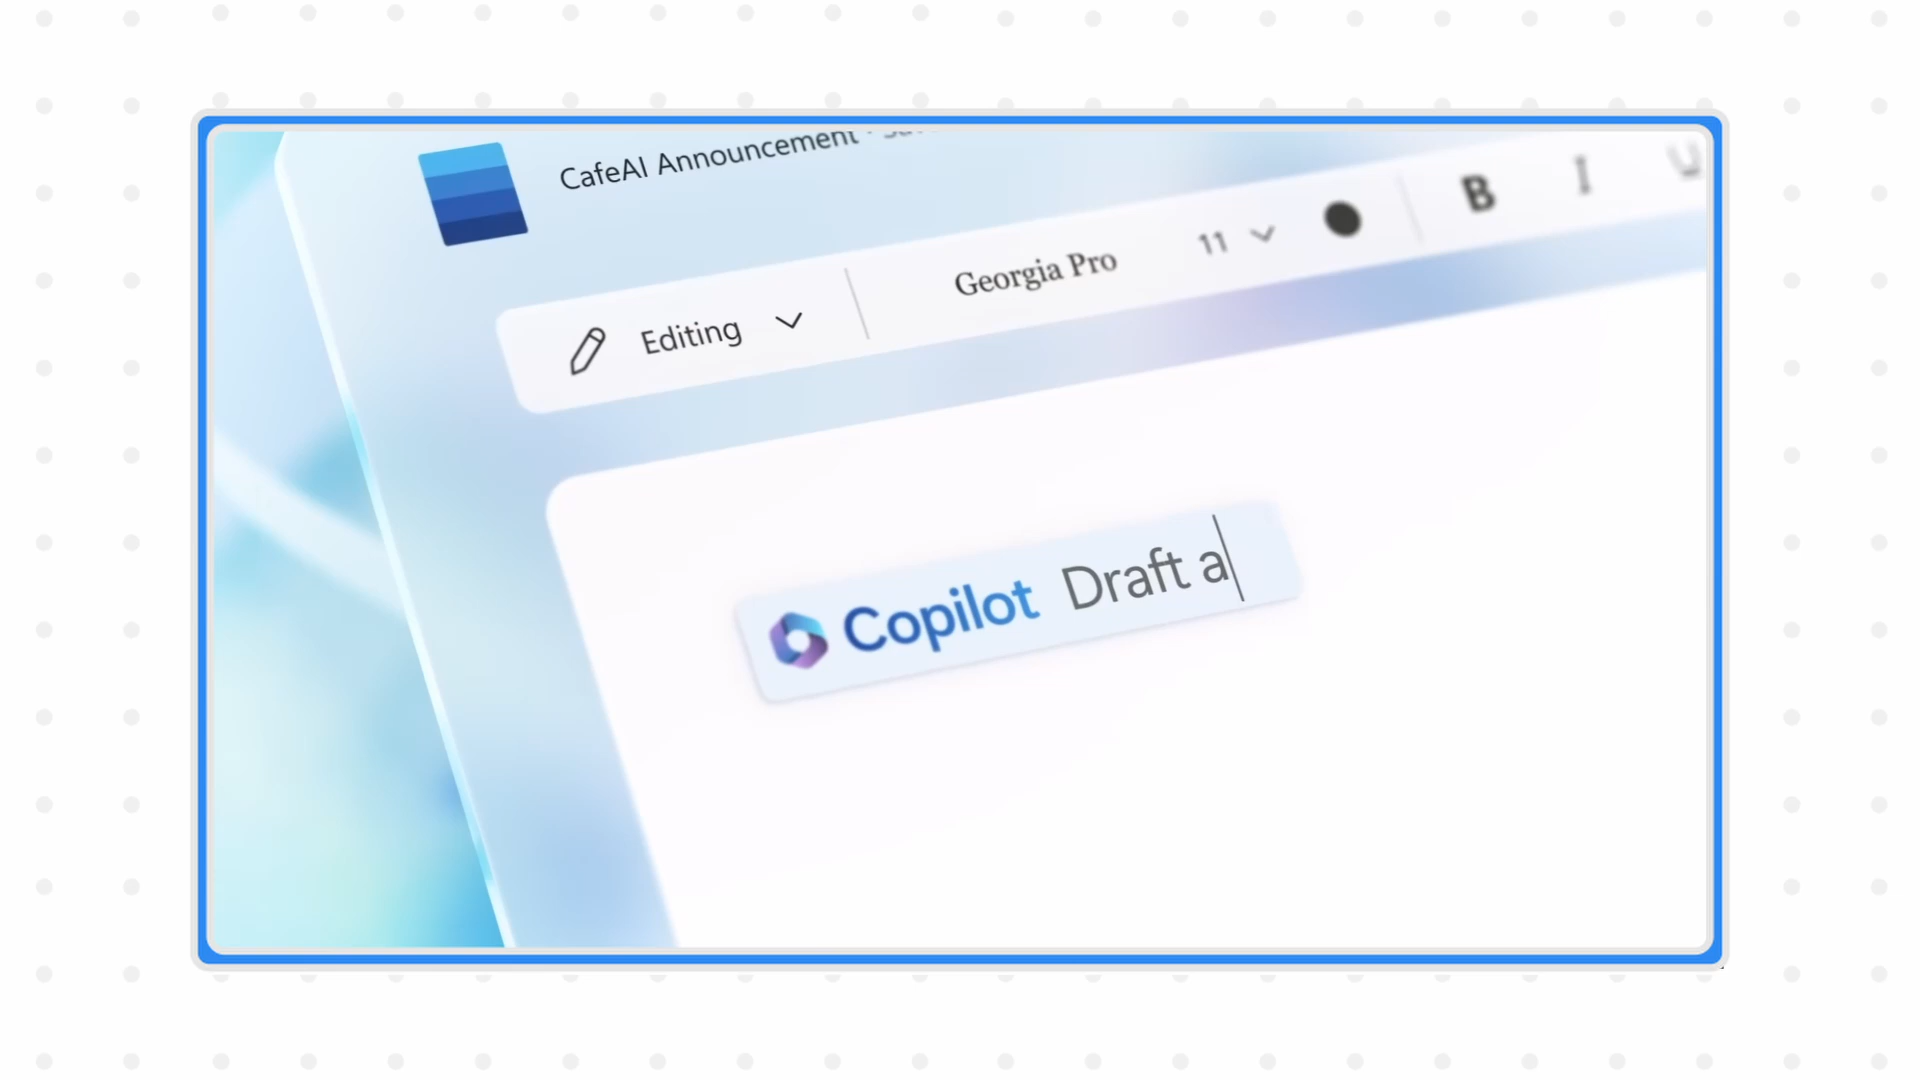 CafeAI Announcement
Editing
Georgia Pro
11
B I U
Copilot Draft a